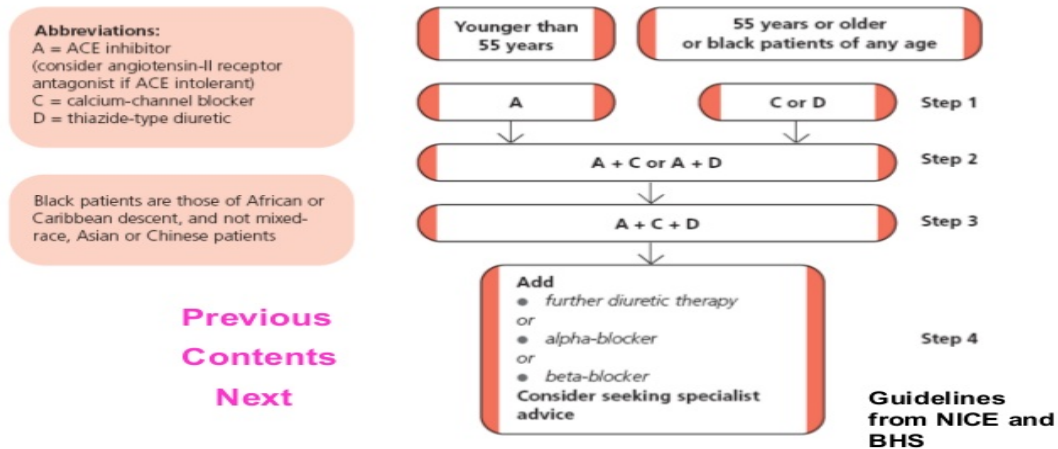 Abbreviations:
A = ACE inhibitor
(consider angiotensin-II receptor
antagonist if ACE intolerant)
C = calcium-channel blocker
D = thiazide-type diuretic
Black patients are those of African or
Caribbean descent, and not mixed-
race, Asian or Chinese patients
Previous
Contents
Next
Younger than
55 years
55 years or older
or black patients of any age
A
C or D
Step 1
A + C or A + D
Step 2
A + C + D
Step 3
Add
• further diuretic therapy
or
• alpha-blocker
or
• beta-blocker
Consider seeking specialist
advice
Step 4
Guidelines
from NICE and
BHS